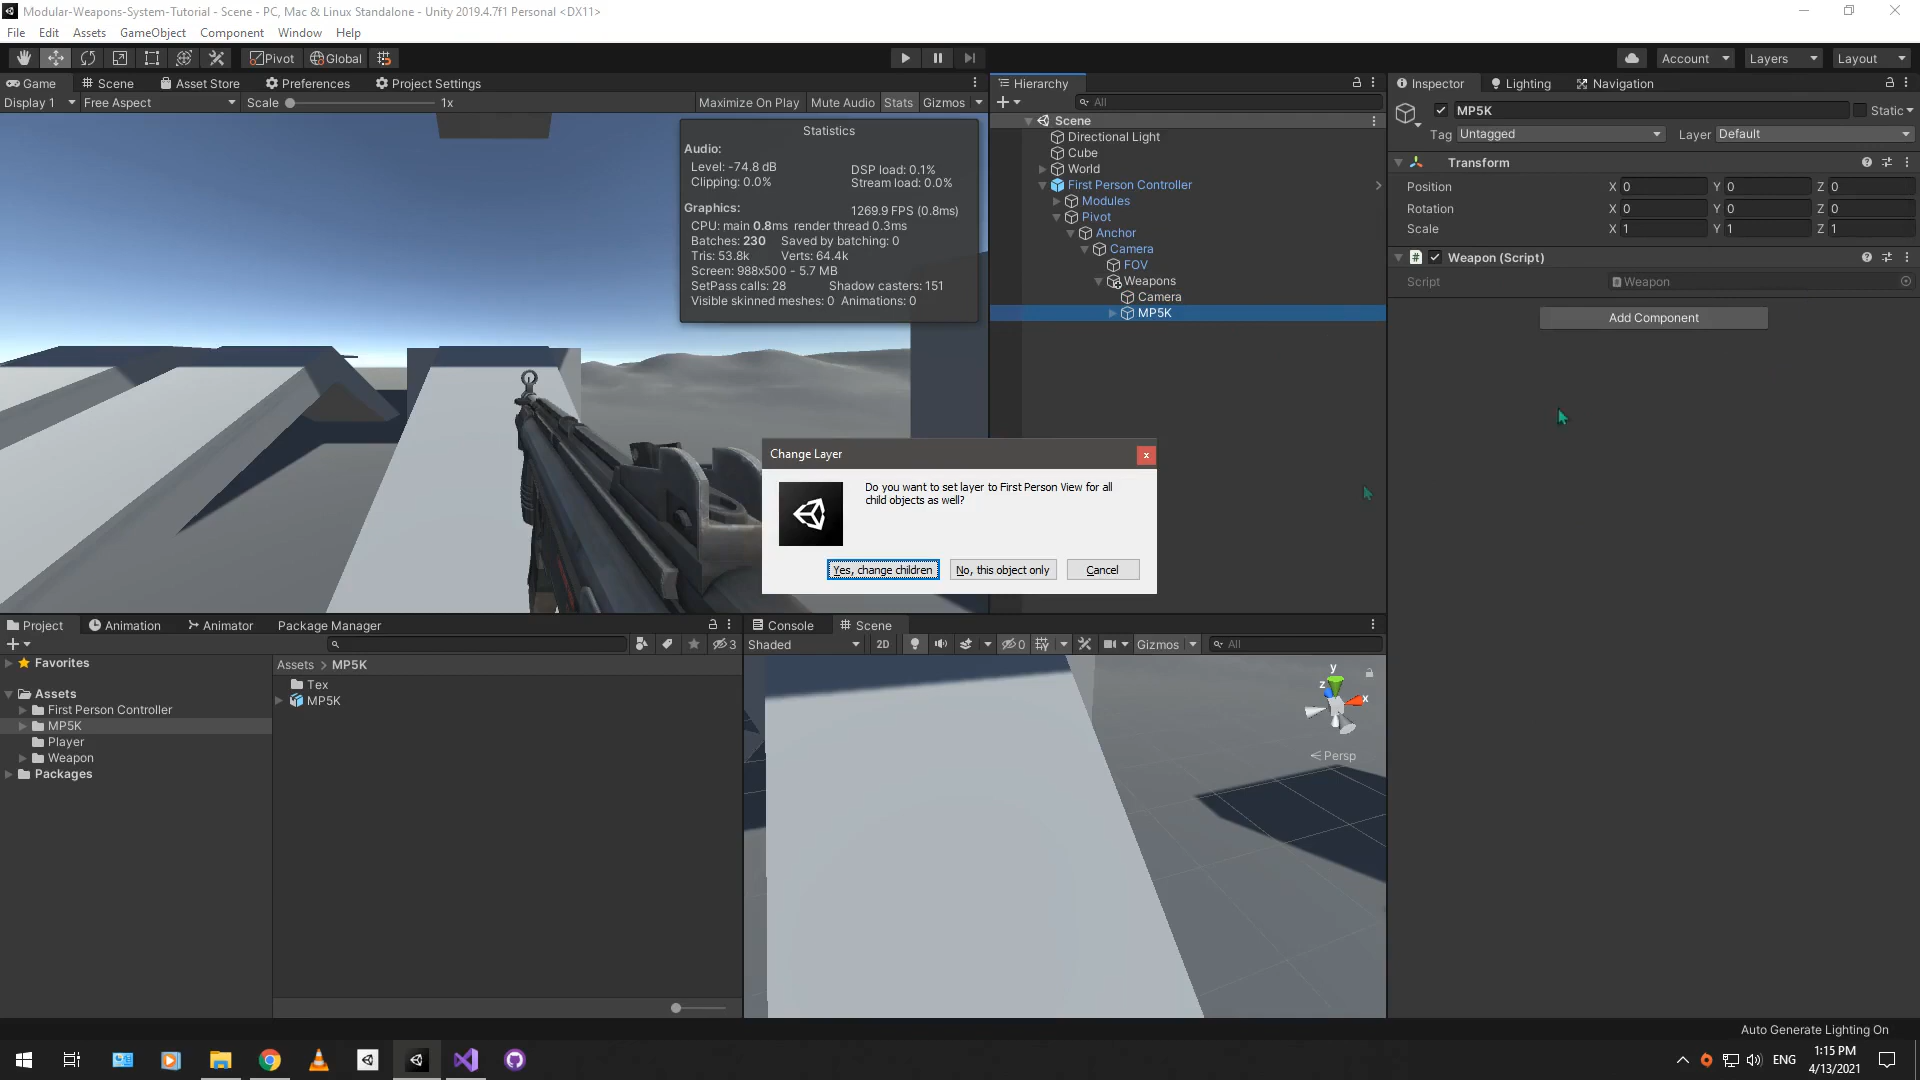 Modular-Weapons-System-Tutorial - Scene - PC, Mac & Linux Standalone - Unity 2019.4.7f1 Personal <DX11>
File Edit Assets GameObject Component Window Help
Pivot Global Account Layers Layout
Game Scene Asset Store Preferences Project Settings
Display 1 Free Aspect Scale 1x Maximize On Play Mute Audio Stats Gizmos
Statistics
Audio:
Level: -74.8 dB DSP load: 0.1%
Clipping: 0.0% Stream load: 0.0%
Graphics: 1269.9 FPS (0.8ms)
CPU: main 0.8ms render thread 0.3ms
Batches: 230 Saved by batching: 0
Tris: 53.8k Verts: 64.4k
Screen: 988x500 - 5.7 MB
SetPass calls: 28 Shadow casters: 151
Visible skinned meshes: 0 Animations: 0
Hierarchy
All
Scene
Directional Light
Cube
World
First Person Controller
Modules
Pivot
Anchor
Camera
FOV
Weapons
Camera
MP5K
Inspector Lighting Navigation
MP5K Static
Tag Untagged Layer Default
Transform
Position X 0 Y 0 Z 0
Rotation X 0 Y 0 Z 0
Scale X 1 Y 1 Z 1
Weapon (Script)
Script Weapon
Add Component
Change Layer x
Do you want to set layer to First Person View for all
child objects as well?
Yes, change children No, this object only Cancel
Project Animation Animator Package Manager
3
Favorites
Assets
First Person Controller
MP5K
Player
Weapon
Packages
Assets > MP5K
Tex
MP5K
Console Scene
Shaded 2D 0 Gizmos All
y
z
x
Persp
Auto Generate Lighting On
ENG
1:15 PM
4/13/2021